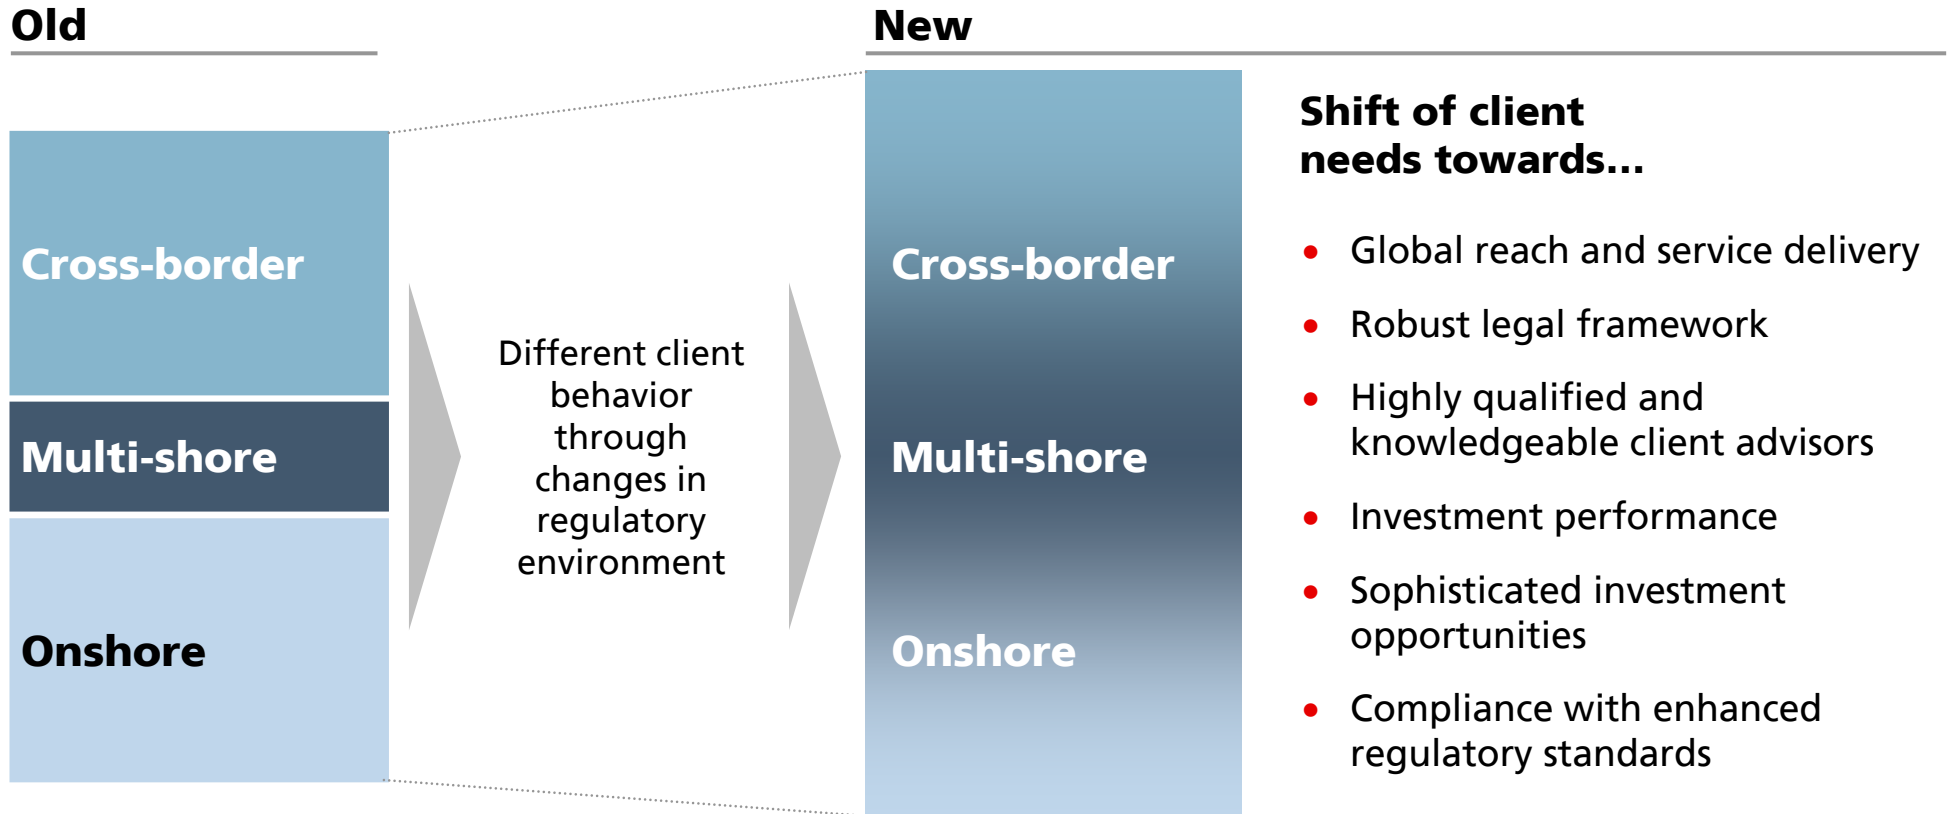 Old
Cross-border
Multi-shore
Onshore
Different client
behavior
through
changes in
regulatory
environment
New
Cross-border
Multi-shore
Onshore
Shift of client
needs towards...
• Global reach and service delivery
• Robust legal framework
• Highly qualified and
knowledgeable client advisors
• Investment performance
• Sophisticated investment
opportunities
• Compliance with enhanced
regulatory standards